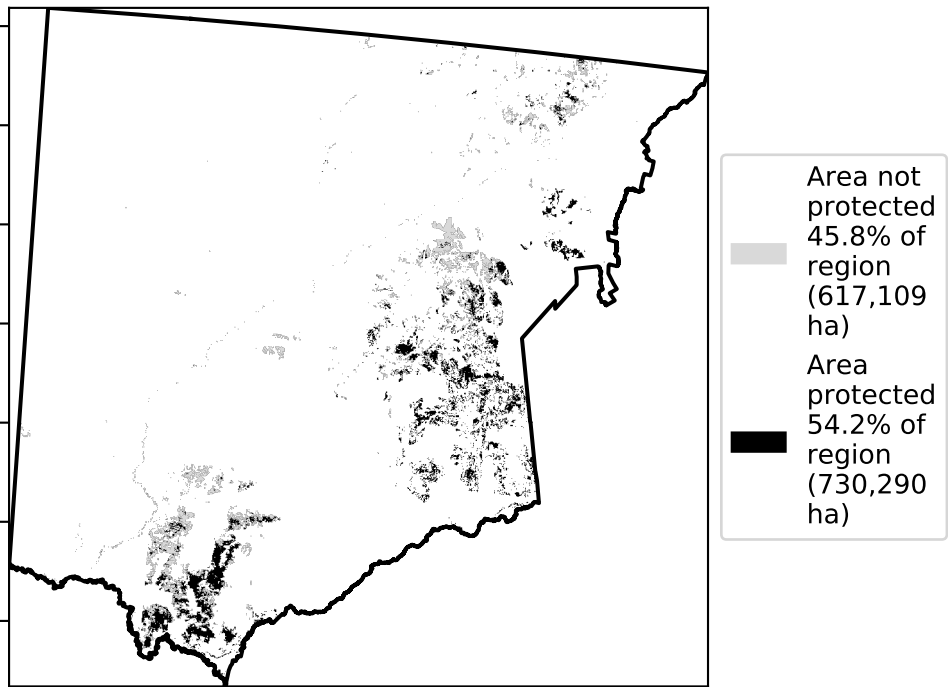 Area not
protected
45.8% of
region
(617,109
ha)
Area
protected
54.2% of
region
(730,290
ha)